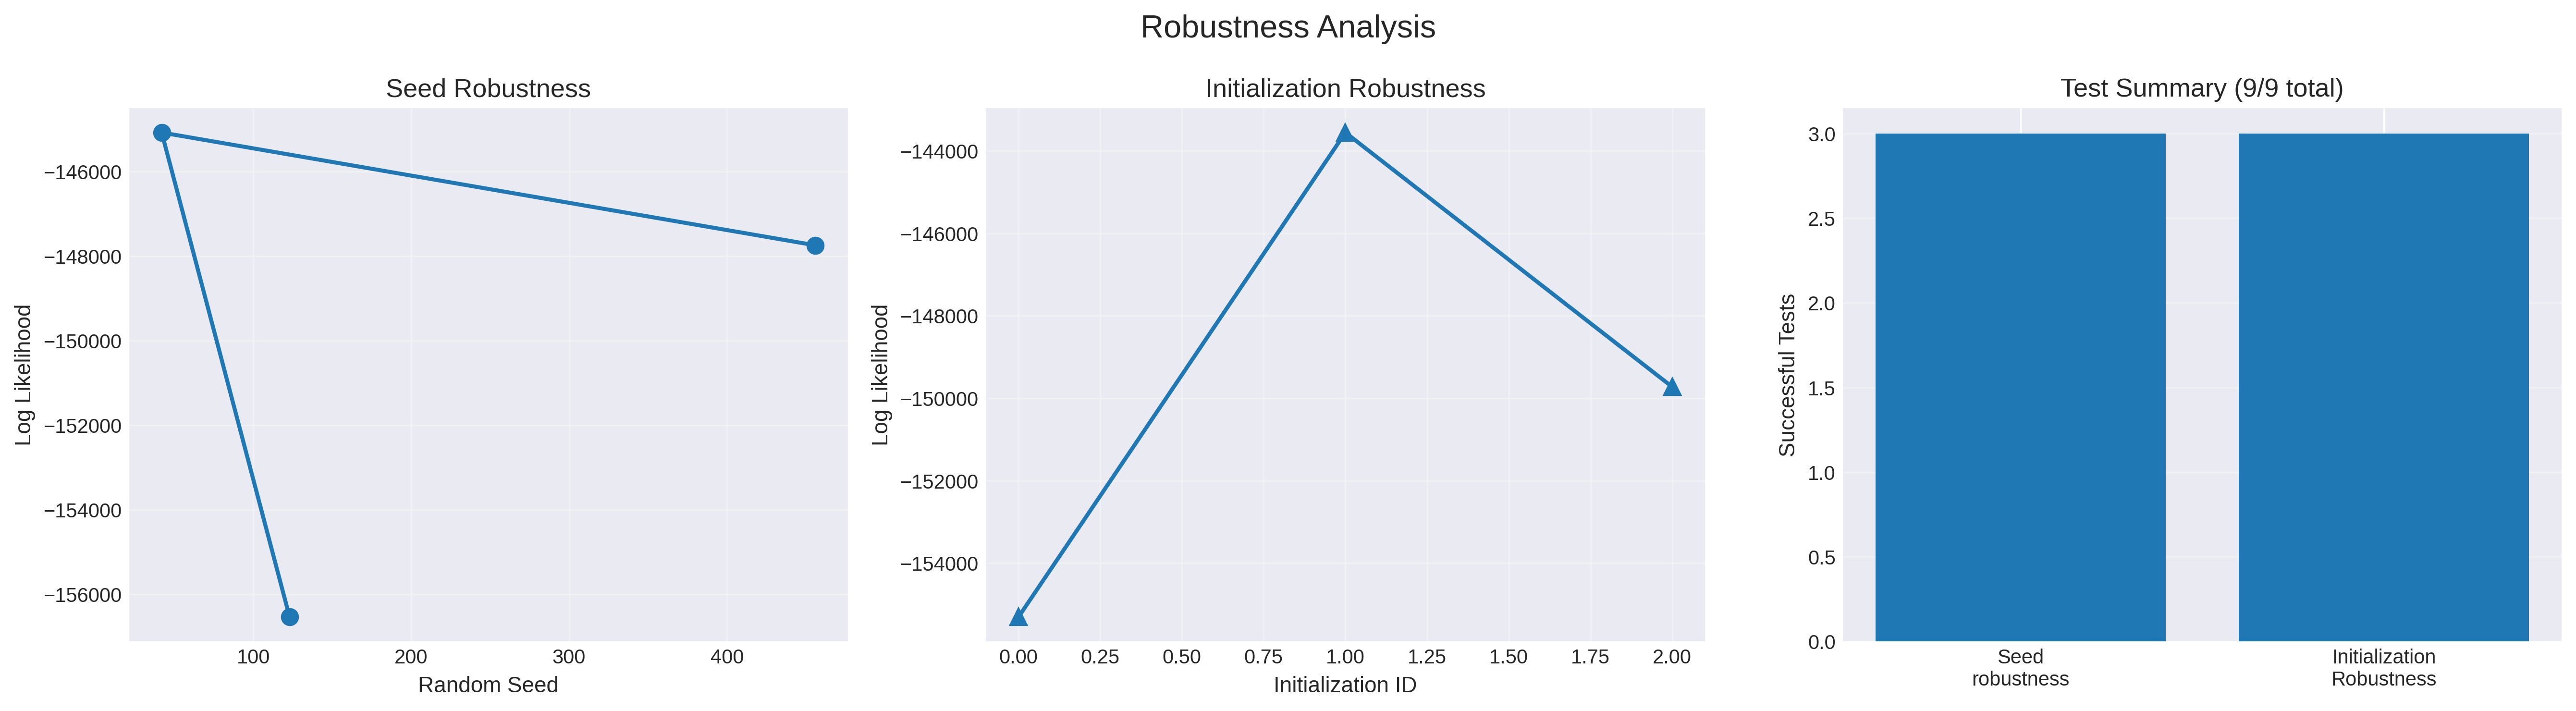 Robustness Analysis
Seed Robustness
Log Likelihood
−146000
−148000
−150000
−152000
−154000
−156000
100 200 300 400
Random Seed
Initialization Robustness
Log Likelihood
−144000
−146000
−148000
−150000
−152000
−154000
0.00 0.25 0.50 0.75 1.00 1.25 1.50 1.75 2.00
Initialization ID
Test Summary (9/9 total)
Successful Tests
3.0
2.5
2.0
1.5
1.0
0.5
0.0
Seed
robustness
Initialization
Robustness